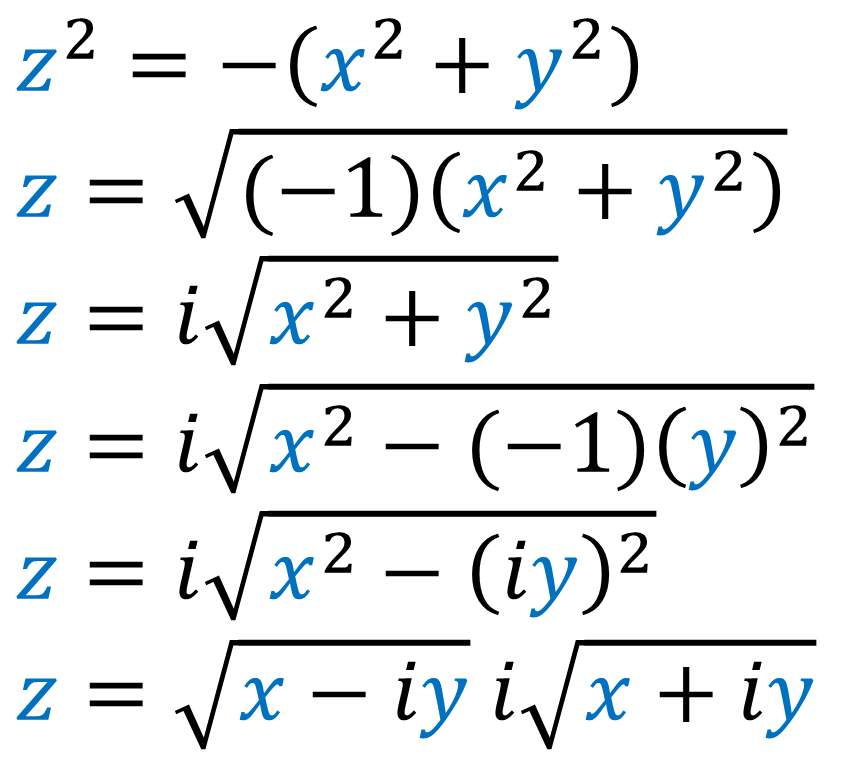 z² = −(x² + y²)
z = √((−1)(x² + y²))
z = i√(x² + y²)
z = i√(x² − (−1)(y)²)
z = i√(x² − (iy)²)
z = √(x − iy) i√(x + iy)